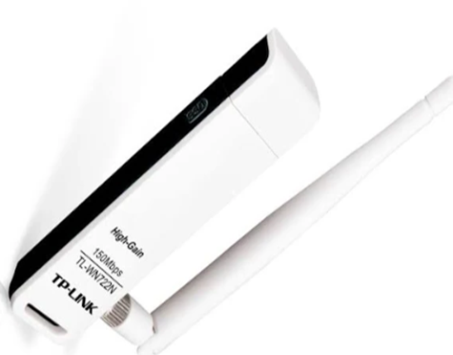 High-Gain
150Mbps
TL-WN722N
TP-LINK